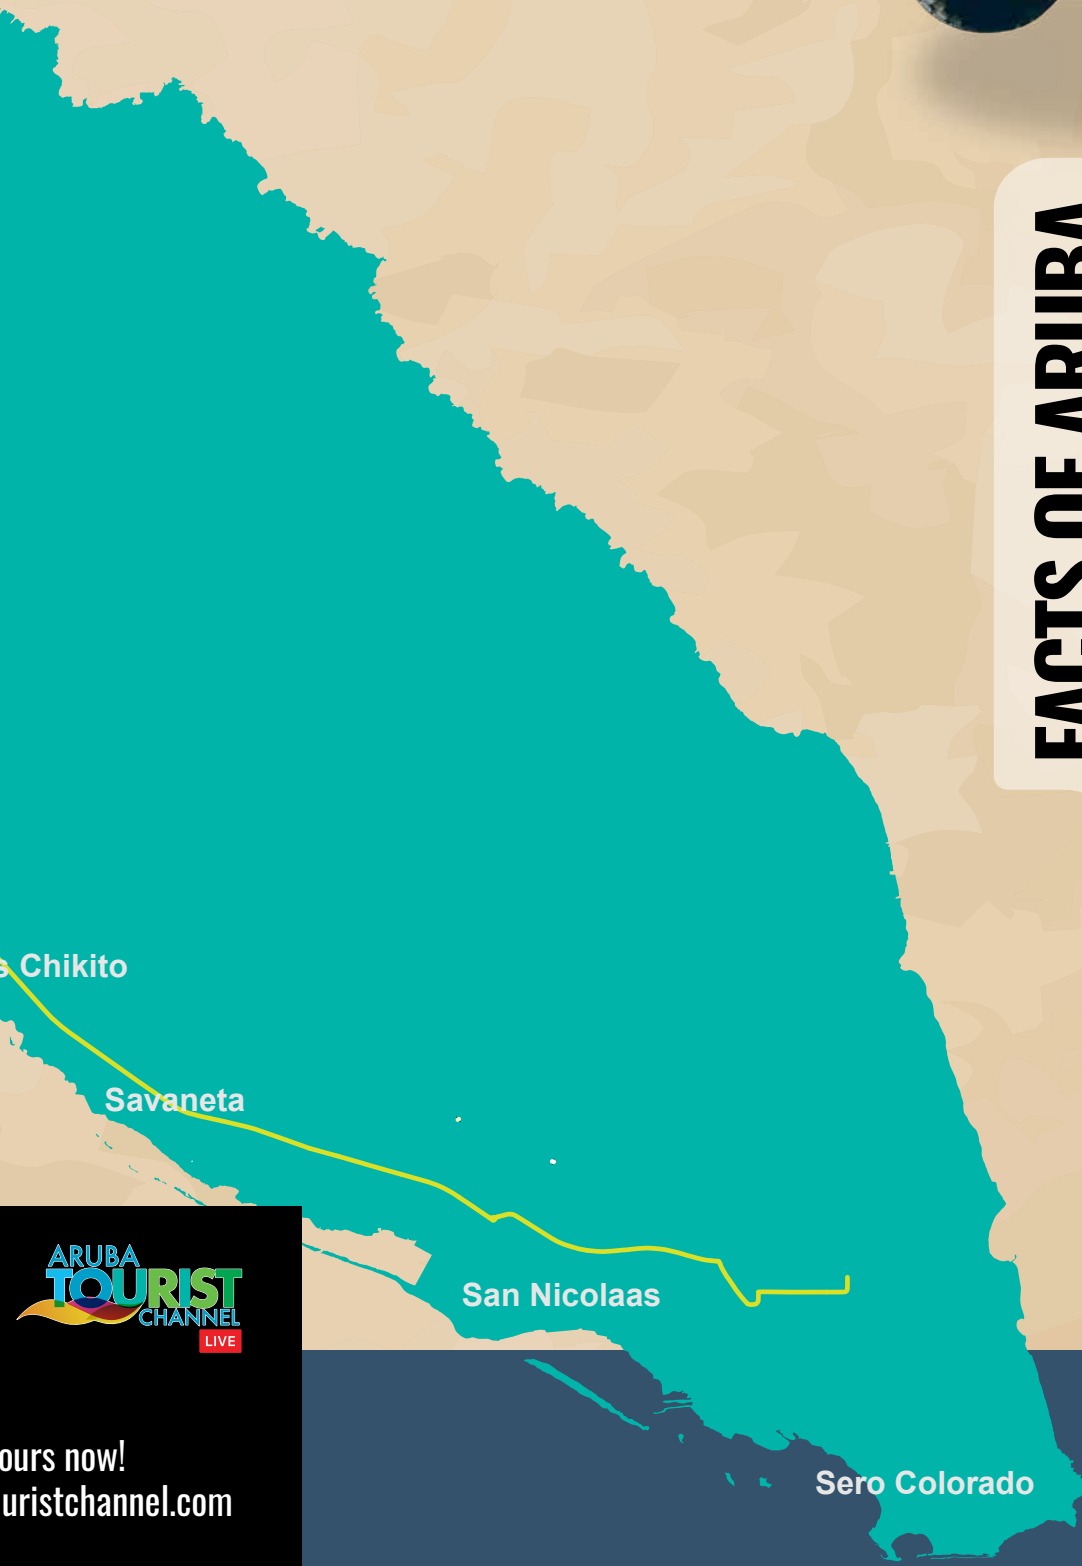 FACTS OF ARUBA
s Chikito
Savaneta
San Nicolaas
Sero Colorado
ARUBA
TOURIST
CHANNEL
LIVE
ours now!
uristchannel.com